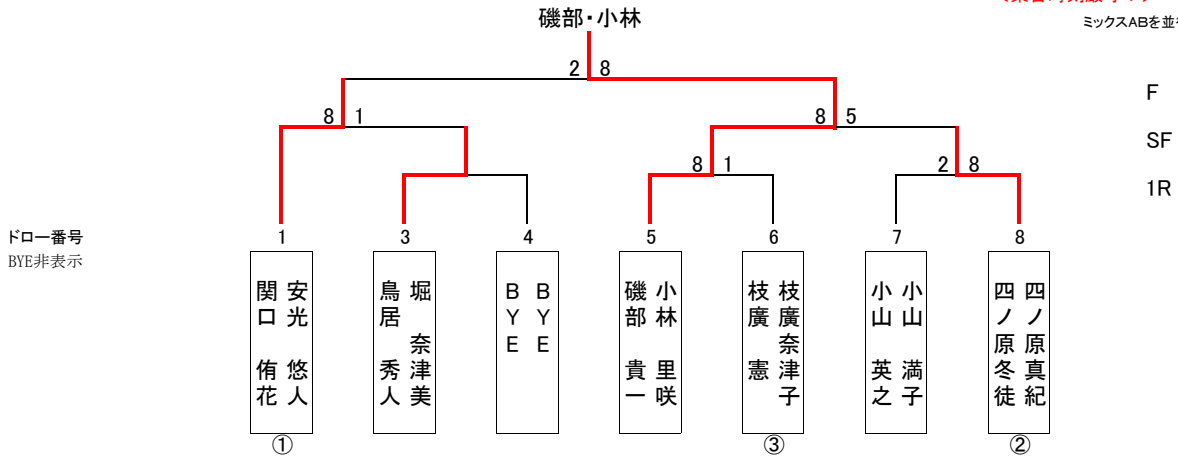 磯部・小林
ミックスABを並
2 8
F
8 1
8 5
SF
8 1
2 8
1R
ドロー番号
1 3 4 5 6 7 8
BYE非表示
安光 悠人
関口 侑花
堀 奈津美
鳥居 秀人
BYE
BYE
小林 里咲
磯部 貴一
枝廣奈津子
枝廣 憲
小山 満子
小山 英之
四ノ原真紀
四ノ原冬徒
① ③ ②